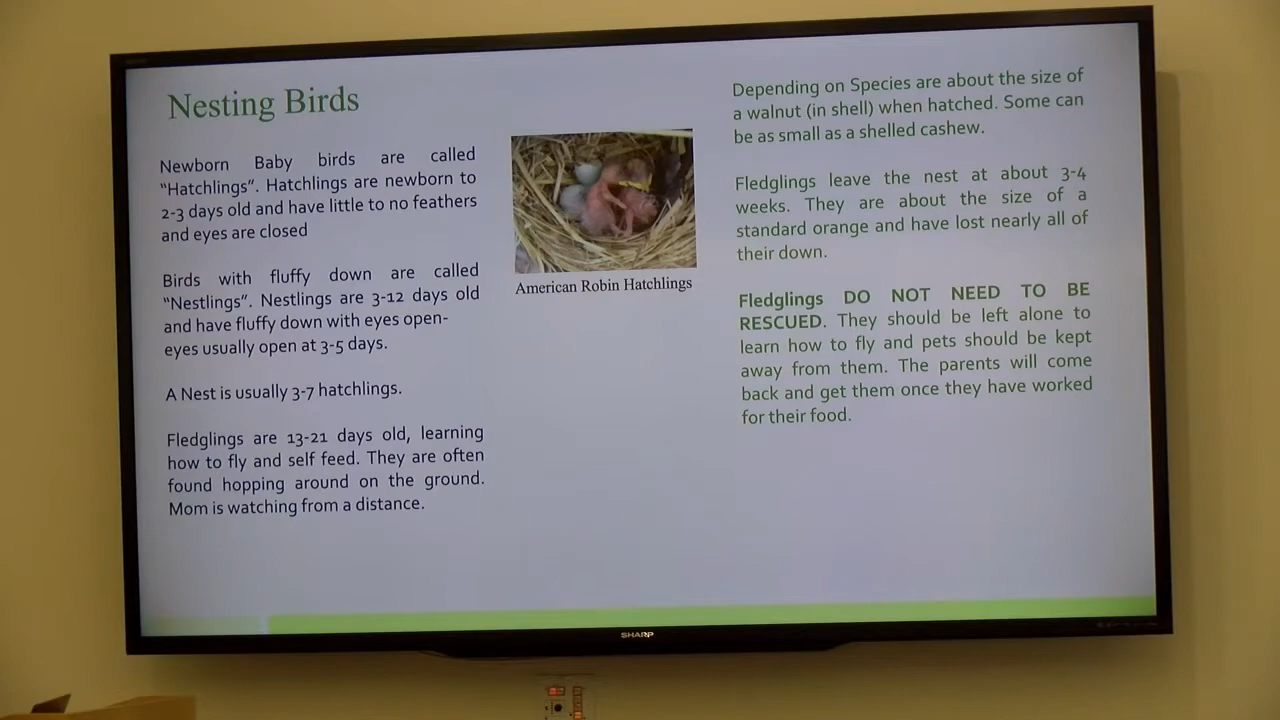 Nesting Birds
Newborn Baby birds are called
“Hatchlings”. Hatchlings are newborn to
2-3 days old and have little to no feathers
and eyes are closed
Birds with fluffy down are called
“Nestlings”. Nestlings are 3-12 days old
and have fluffy down with eyes open-
eyes usually open at 3-5 days.
A Nest is usually 3-7 hatchlings.
Fledglings are 13-21 days old, learning
how to fly and self feed. They are often
found hopping around on the ground.
Mom is watching from a distance.
American Robin Hatchlings
Depending on Species are about the size of
a walnut (in shell) when hatched. Some can
be as small as a shelled cashew.
Fledglings leave the nest at about 3-4
weeks. They are about the size of a
standard orange and have lost nearly all of
their down.
Fledglings DO NOT NEED TO BE
RESCUED. They should be left alone to
learn how to fly and pets should be kept
away from them. The parents will come
back and get them once they have worked
for their food.
SHARP